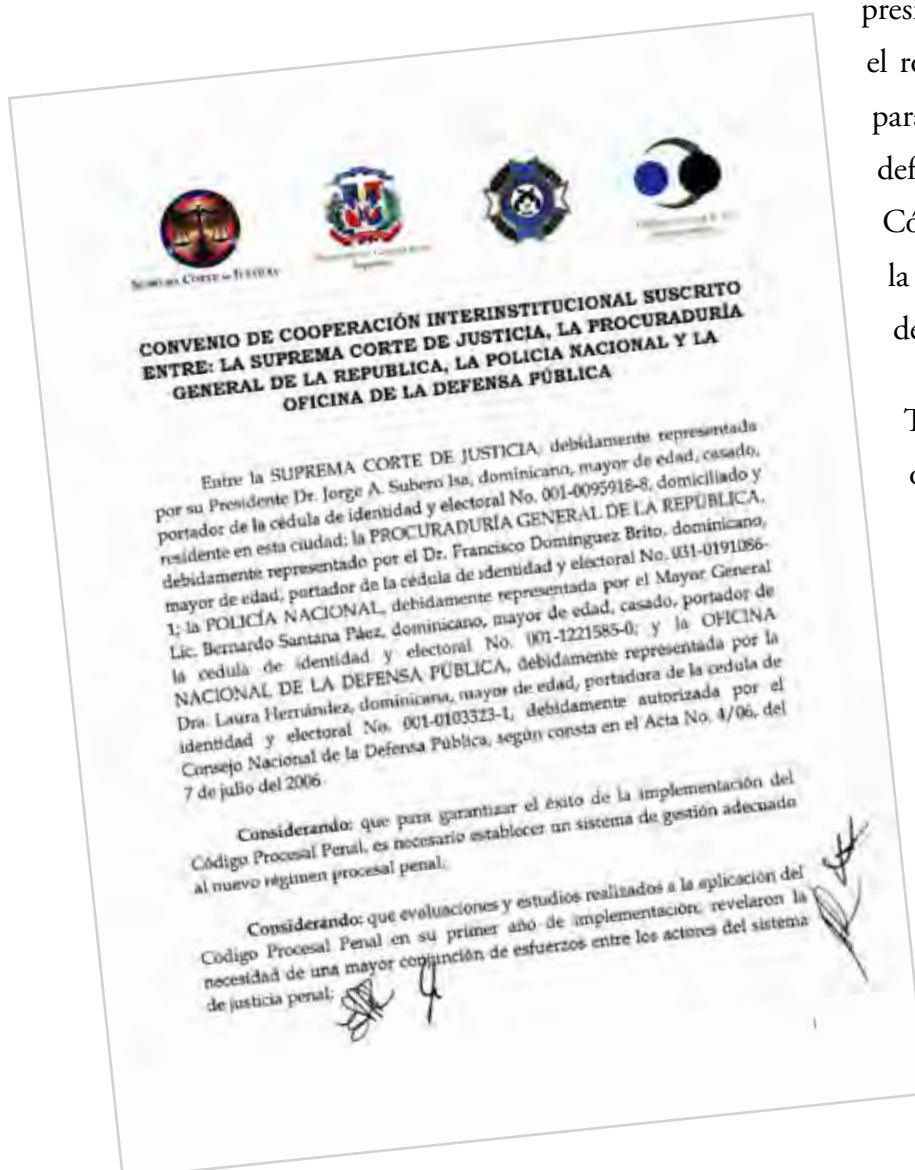 SUPREMA CORTE DE JUSTICIA
CONVENIO DE COOPERACIÓN INTERINSTITUCIONAL SUSCRITO
ENTRE: LA SUPREMA CORTE DE JUSTICIA, LA PROCURADURÍA
GENERAL DE LA REPUBLICA, LA POLICIA NACIONAL Y LA
OFICINA DE LA DEFENSA PÚBLICA
Entre la SUPREMA CORTE DE JUSTICIA, debidamente representada
por su Presidente Dr. Jorge A. Subero Isa, dominicano, mayor de edad, casado,
portador de la cédula de identidad y electoral No. 001-0095918-8, domiciliado y
residente en esta ciudad; la PROCURADURÍA GENERAL DE LA REPÚBLICA,
debidamente representado por el Dr. Francisco Domínguez Brito, dominicano,
mayor de edad, portador de la cédula de identidad y electoral No. 031-0191086-
1; la POLICÍA NACIONAL, debidamente representada por el Mayor General
Lic. Bernardo Santana Páez, dominicano, mayor de edad, casado, portador de
la cedula de identidad y electoral No. 001-1221585-0; y la OFICINA
NACIONAL DE LA DEFENSA PÚBLICA, debidamente representada por la
Dra. Laura Hernández, dominicana, mayor de edad, portadora de la cedula de
identidad y electoral No. 001-0103323-1, debidamente autorizada por el
Consejo Nacional de la Defensa Pública, según consta en el Acta No. 4/06, del
7 de julio del 2006.
Considerando: que para garantizar el éxito de la implementación del
Código Procesal Penal, es necesario establecer un sistema de gestión adecuado
al nuevo régimen procesal penal;
Considerando: que evaluaciones y estudios realizados a la aplicación del
Código Procesal Penal en su primer año de implementación, revelaron la
necesidad de una mayor conjunción de esfuerzos entre los actores del sistema
de justicia penal;
1
presi
el ro
para
def
Có
la
de
T